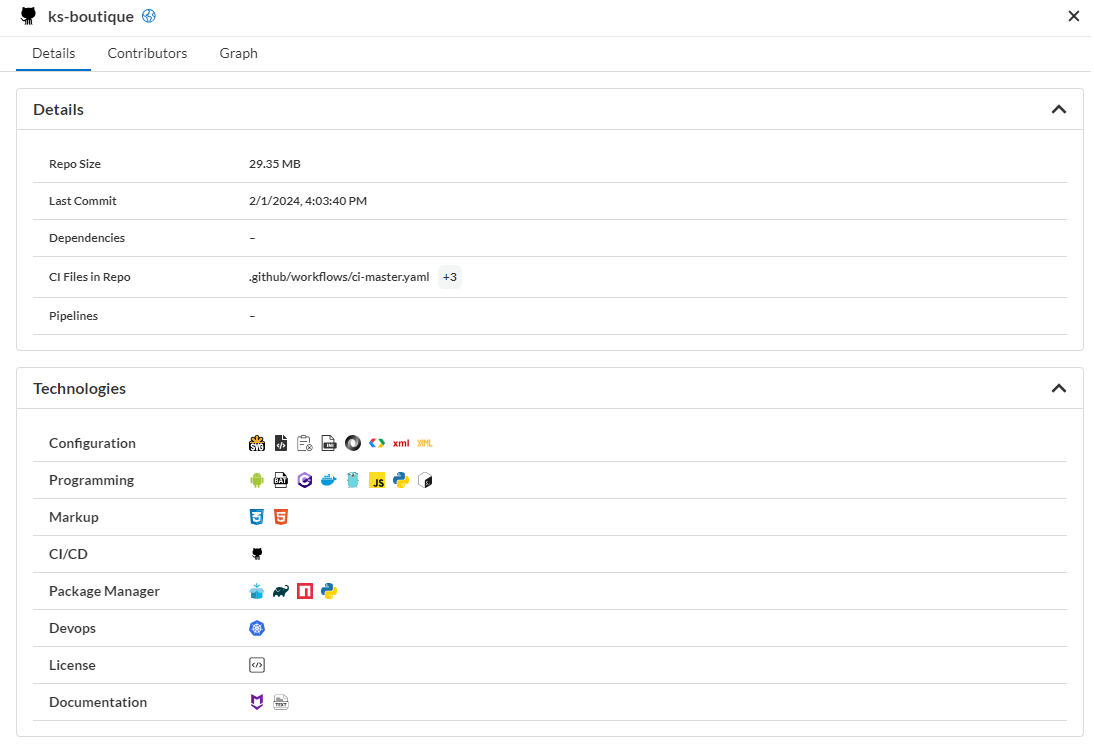 ks-boutique
Details Contributors Graph
Details
Repo Size 29.35 MB
Last Commit 2/1/2024, 4:03:40 PM
Dependencies –
CI Files in Repo .github/workflows/ci-master.yaml +3
Pipelines –
Technologies
Configuration SVG xml YML
Programming BAT JS
Markup
CI/CD
Package Manager
Devops
License
Documentation TEXT